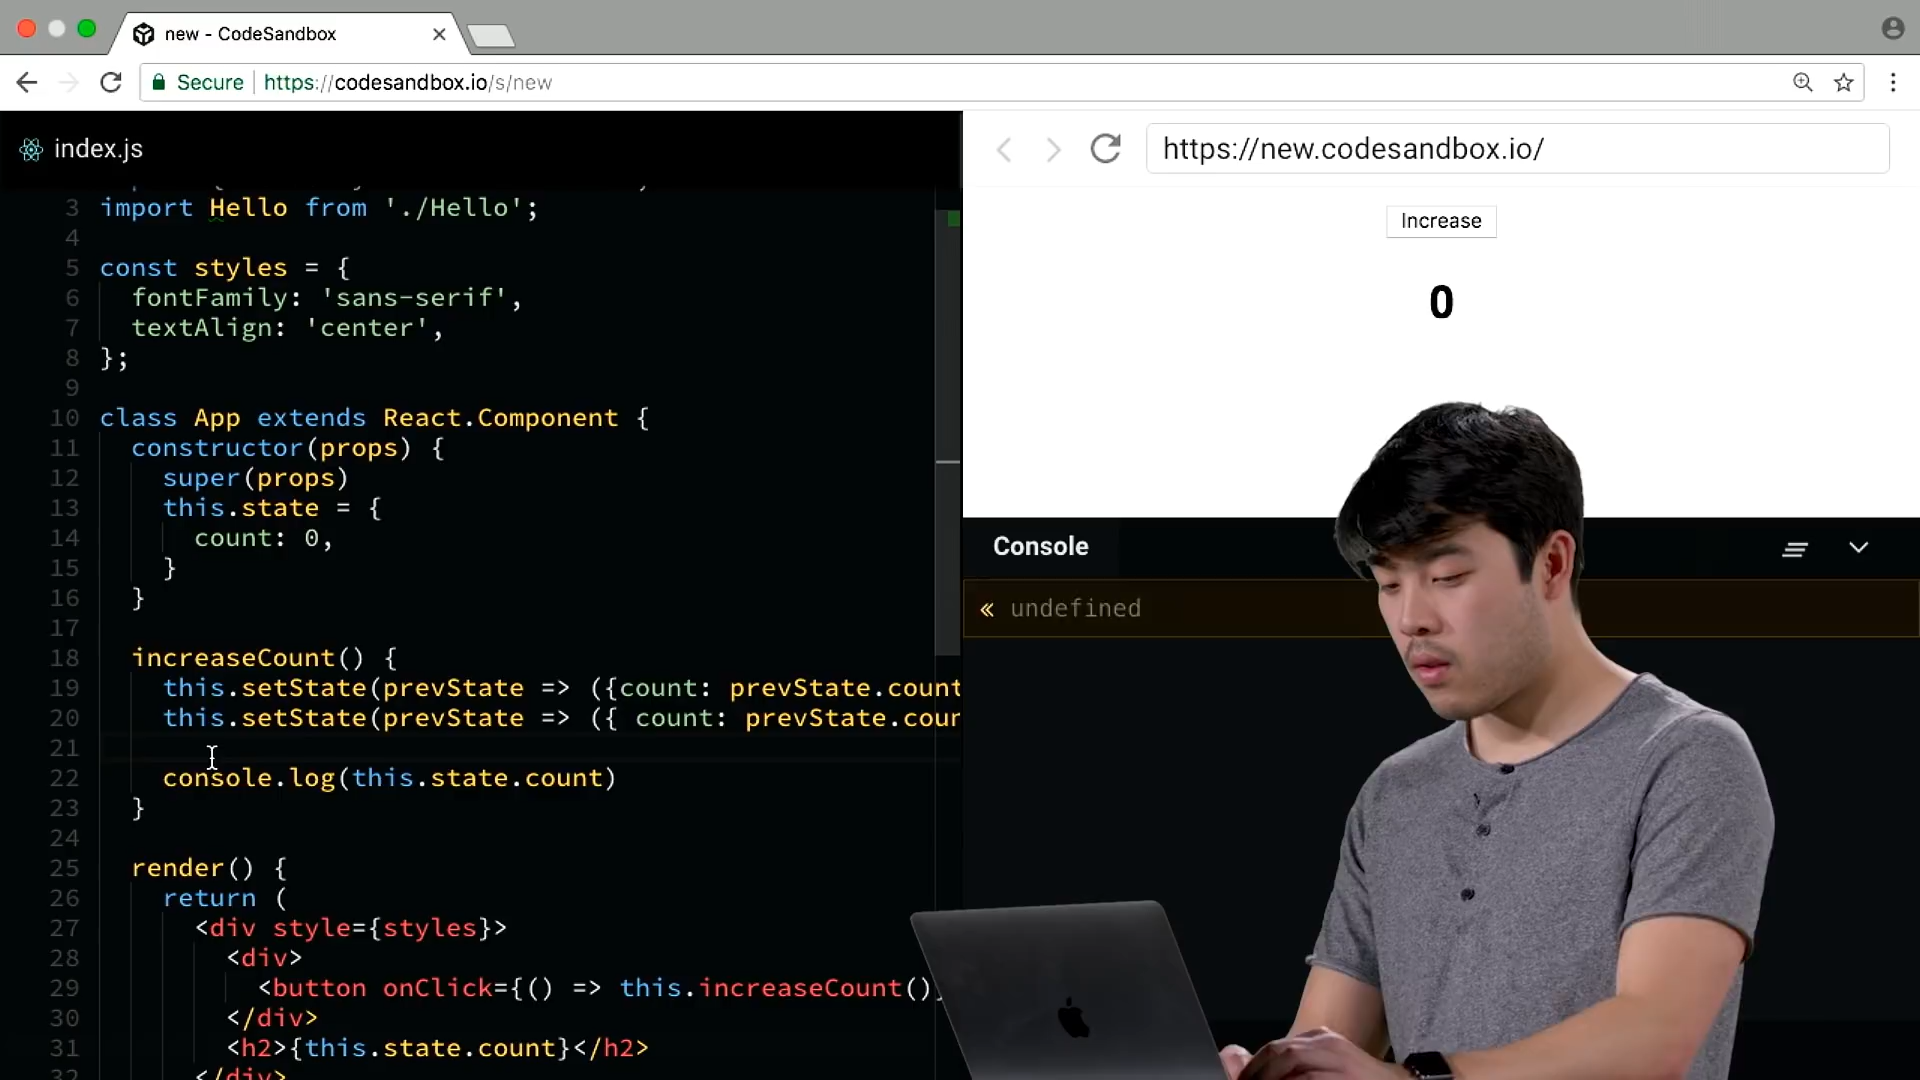 new - CodeSandbox
Secure
https://codesandbox.io/s/new
index.js
3 import Hello from './Hello';
4
5 const styles = {
6 fontFamily: 'sans-serif',
7 textAlign: 'center',
8 };
9
10 class App extends React.Component {
11 constructor(props) {
12 super(props)
13 this.state = {
14 count: 0,
15 }
16 }
17
18 increaseCount() {
19 this.setState(prevState => ({count: prevState.count
20 this.setState(prevState => ({ count: prevState.coun
21
22 console.log(this.state.count)
23 }
24
25 render() {
26 return (
27 <div style={styles}>
28 <div>
29 <button onClick={() => this.increaseCount()
30 </div>
31 <h2>{this.state.count}</h2>
32 </div>
https://new.codesandbox.io/
Increase
0
Console
« undefined